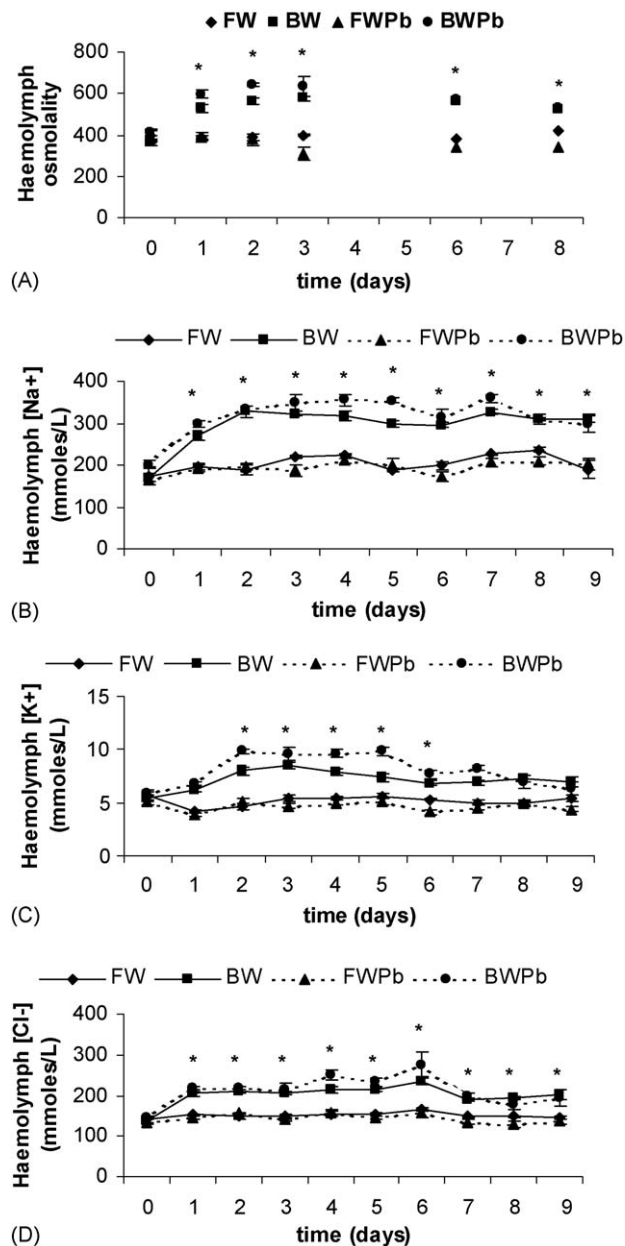 FW BW FWPb BWPb
Haemolymph
osmolality
800
600
400
200
0
* * * * *
0 1 2 3 4 5 6 7 8
time (days)
(A)
FW BW FWPb BWPb
Haemolymph [Na+]
(mmoles/L)
400
300
200
100
0
* * * * * * * * *
0 1 2 3 4 5 6 7 8 9
time (days)
(B)
FW BW FWPb BWPb
Haemolymph [K+]
(mmoles/L)
15
10
5
0
* * * * *
0 1 2 3 4 5 6 7 8 9
time (days)
(C)
FW BW FWPb BWPb
Haemolymph [Cl-]
(mmoles/L)
400
300
200
100
0
* * * * * * * * *
0 1 2 3 4 5 6 7 8 9
time (days)
(D)